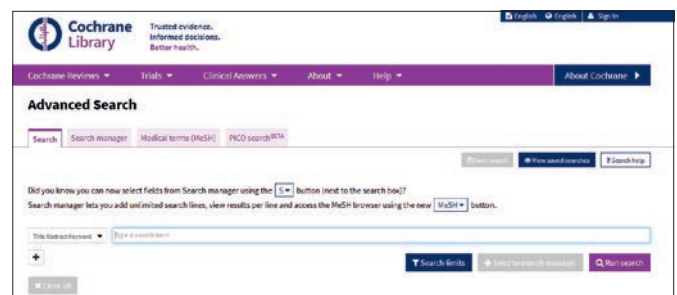 English English Sign In
Cochrane Library
Trusted evidence.
Informed decisions.
Better health.
Cochrane Reviews Trials Clinical Answers About Help About Cochrane
Advanced Search
Search Search manager Medical terms (MeSH) PICO search BETA
Save search View saved searches ? Search help
Did you know you can now select fields from Search manager using the S button (next to the search box)?
Search manager lets you add unlimited search lines, view results per line and access the MeSH browser using the new MeSH button.
Title Abstract Keyword Type a search term
+
Search limits Send to search manager Run search
Clear all